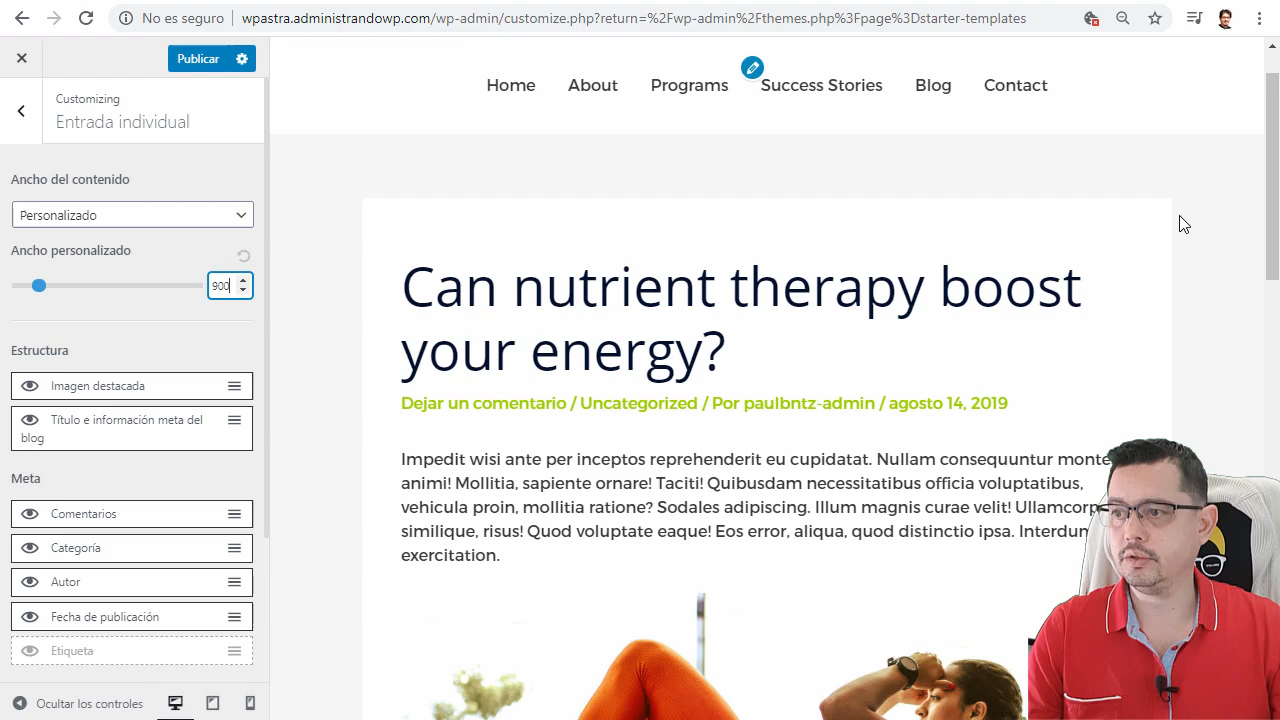 No es seguro
wpastra.administrandowp.com/wp-admin/customize.php?return=%2Fwp-admin%2Fthemes.php%3Fpage%3Dstarter-templates
Publicar
Customizing
Entrada individual
Home About Programs Success Stories Blog Contact
Ancho del contenido
Personalizado
Ancho personalizado
900
Estructura
Imagen destacada
Título e información meta del
blog
Meta
Comentarios
Categoría
Autor
Fecha de publicación
Etiqueta
Ocultar los controles
Can nutrient therapy boost
your energy?
Dejar un comentario / Uncategorized / Por paulbntz-admin / agosto 14, 2019
Impedit wisi ante per inceptos reprehenderit eu cupidatat. Nullam consequuntur
animi! Mollitia, sapiente ornare! Taciti! Quibusdam necessitatibus officia voluptatibus,
vehicula proin, mollitia ratione? Sodales adipiscing. Illum magnis curae velit!
similique, risus! Quod voluptate eaque! Eos error, aliqua, quod distinctio ipsa.
exercitation.